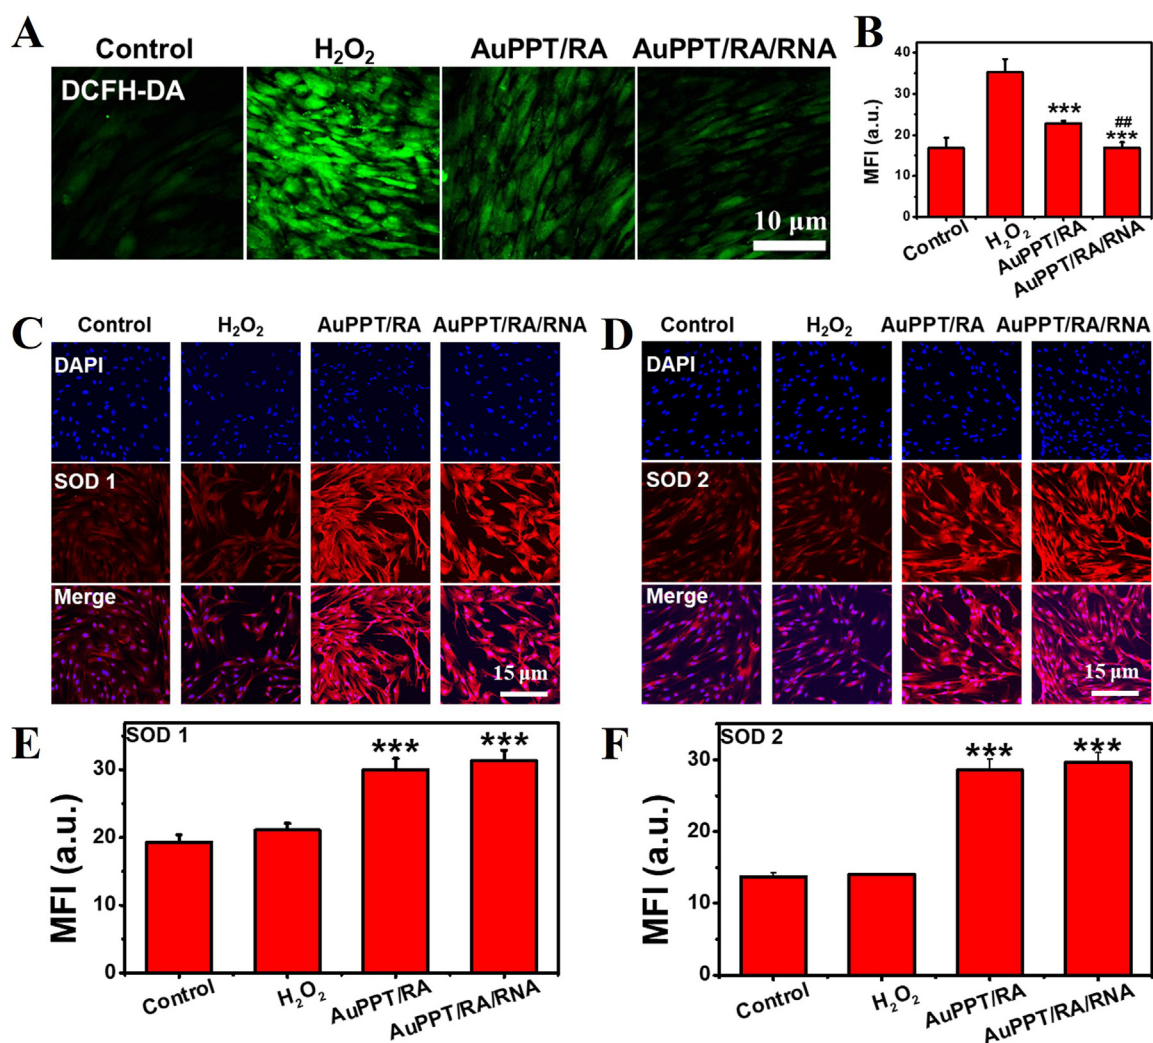 A
Control H₂O₂ AuPPT/RA AuPPT/RA/RNA
DCFH-DA
10 µm
B
MFI (a.u.)
40
30
20
10
0
***
##
***
Control
H₂O₂
AuPPT/RA
AuPPT/RA/RNA
C
Control H₂O₂ AuPPT/RA AuPPT/RA/RNA
DAPI
SOD 1
Merge
15 µm
D
Control H₂O₂ AuPPT/RA AuPPT/RA/RNA
DAPI
SOD 2
Merge
15 µm
E
SOD 1
MFI (a.u.)
30
20
10
0
***
***
Control
H₂O₂
AuPPT/RA
AuPPT/RA/RNA
F
SOD 2
MFI (a.u.)
30
20
10
0
***
***
Control
H₂O₂
AuPPT/RA
AuPPT/RA/RNA